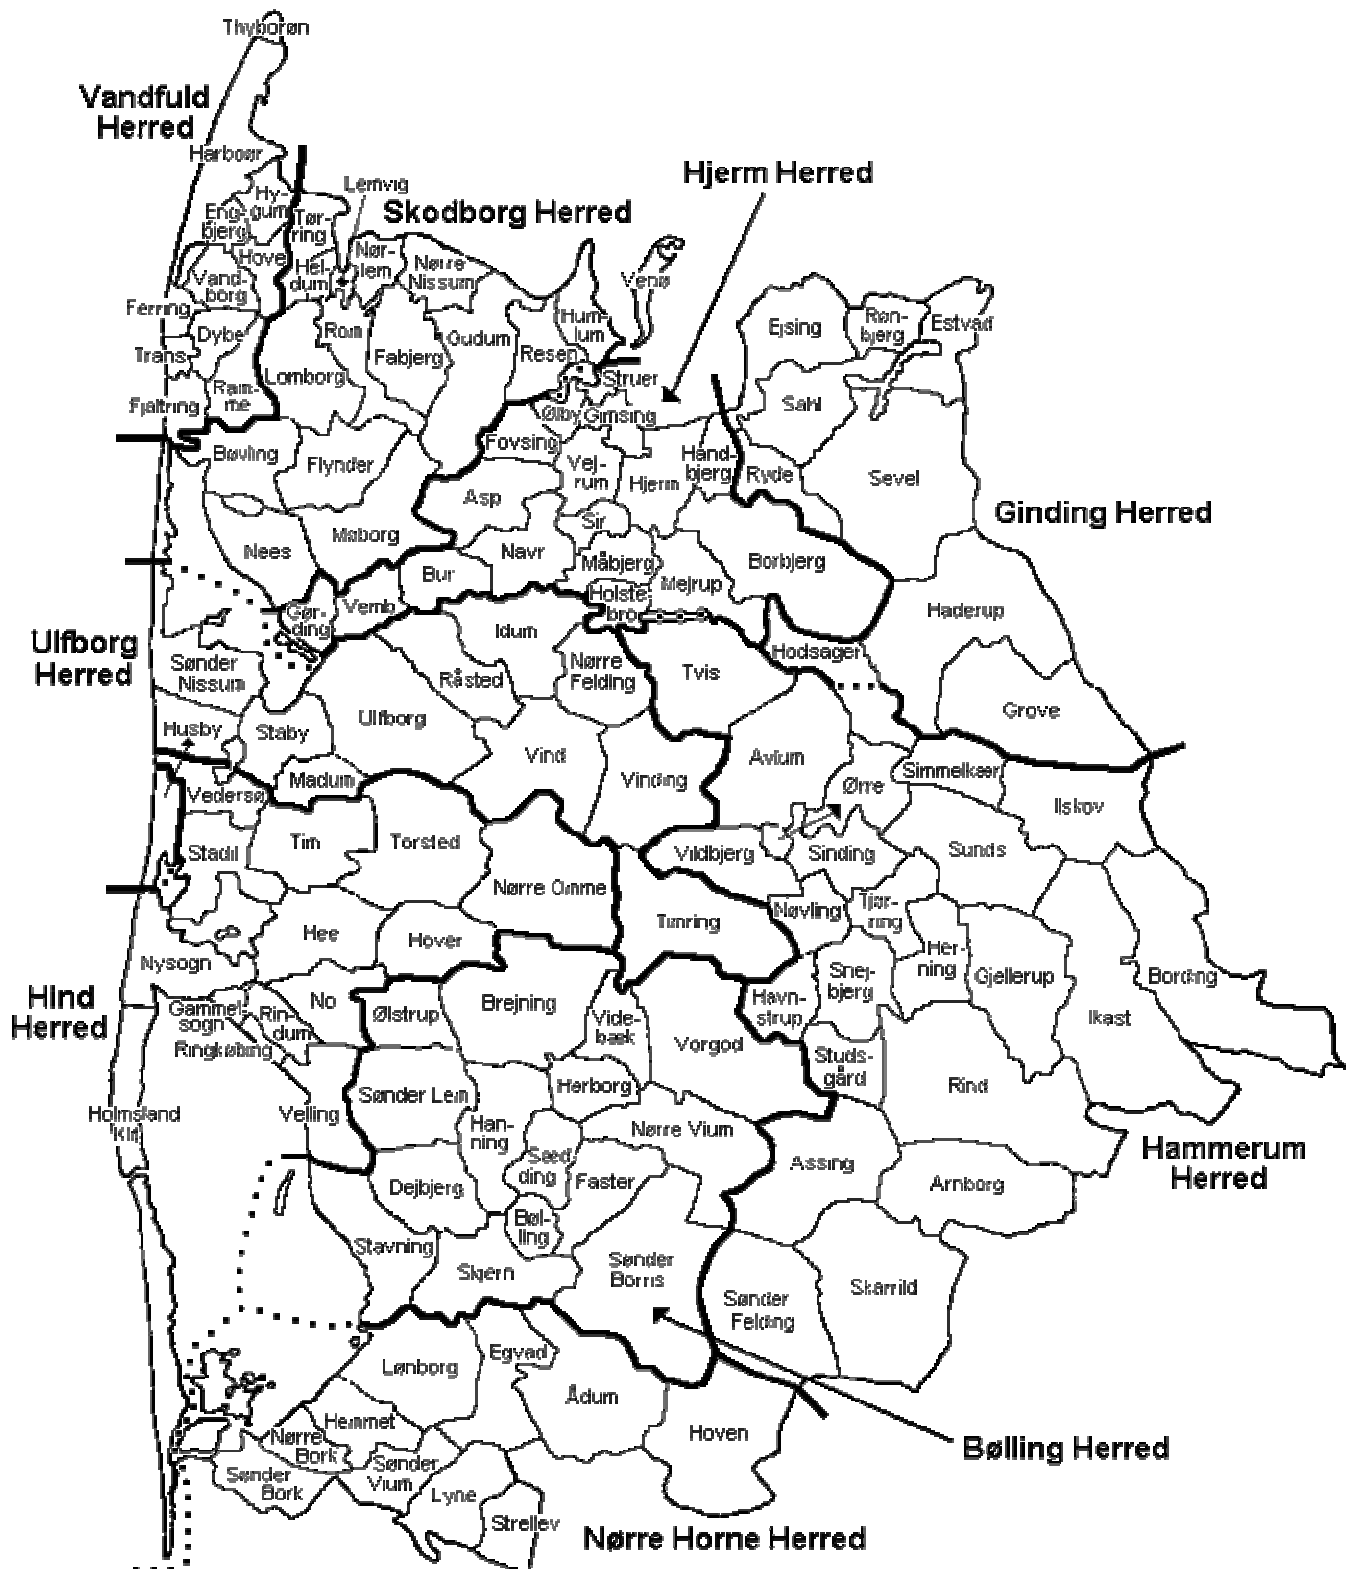 Thyborøn
Vandfuld
Herred
Harboør
Hy-
gum
Lemvig
Hjerm Herred
Skodborg Herred
Eng-
bjerg
Tør-
ring
Hove
Hel-
dum
Nør-
lem
Nørre
Nissum
Venø
Vand-
borg
Ferring
Dybe
Rom
Fabjerg
Gudum
Hum-
lum
Resen
Struer
Ejsing
Røn-
bjerg
Estvad
Trans
Ram-
me
Lomborg
Fjaltring
Ølby
Gimsing
Sahl
Bøvling
Flynder
Fovsing
Vej-
rum
Hjerm
Hånd-
bjerg
Ryde
Sevel
Asp
Ginding Herred
Nees
Møborg
Sir
Navr
Måbjerg
Mejrup
Borbjerg
Bur
Vemb
Gør-
ding
Holste
bro
Haderup
Ulfborg
Herred
Idum
Hodsager
Sønder
Nissum
Råsted
Nørre
Felding
Tvis
Grove
Husby
Staby
Ulfborg
Vind
Vinding
Avlum
Ørre
Simmelkær
Ilskov
Madum
Vedersø
Stadil
Tim
Torsted
Vildbjerg
Sinding
Sunds
Nørre Omme
Nøvling
Tjør-
ring
Timring
Hee
Hover
Her-
ning
Gjellerup
Bording
Nysogn
Snej-
bjerg
Hind
Herred
Gammel-
sogn
Rin-
dum
No
Ølstrup
Brejning
Vide-
bæk
Havn-
strup
Ikast
Ringkøbing
Vorgod
Studs-
gård
Rind
Holmsland
Klit
Velling
Sønder Lem
Herborg
Han-
ning
Nørre Vium
Hammerum
Herred
Sæd
ding
Assing
Arnborg
Dejbjerg
Faster
Bøl-
ling
Stavning
Skjern
Sønder
Borris
Sønder
Felding
Skarrild
Lønborg
Egvad
Ådum
Hoven
Bølling Herred
Hemmet
Nørre
Bork
Sønder
Vium
Sønder
Bork
Lyne
Strellev
Nørre Horne Herred